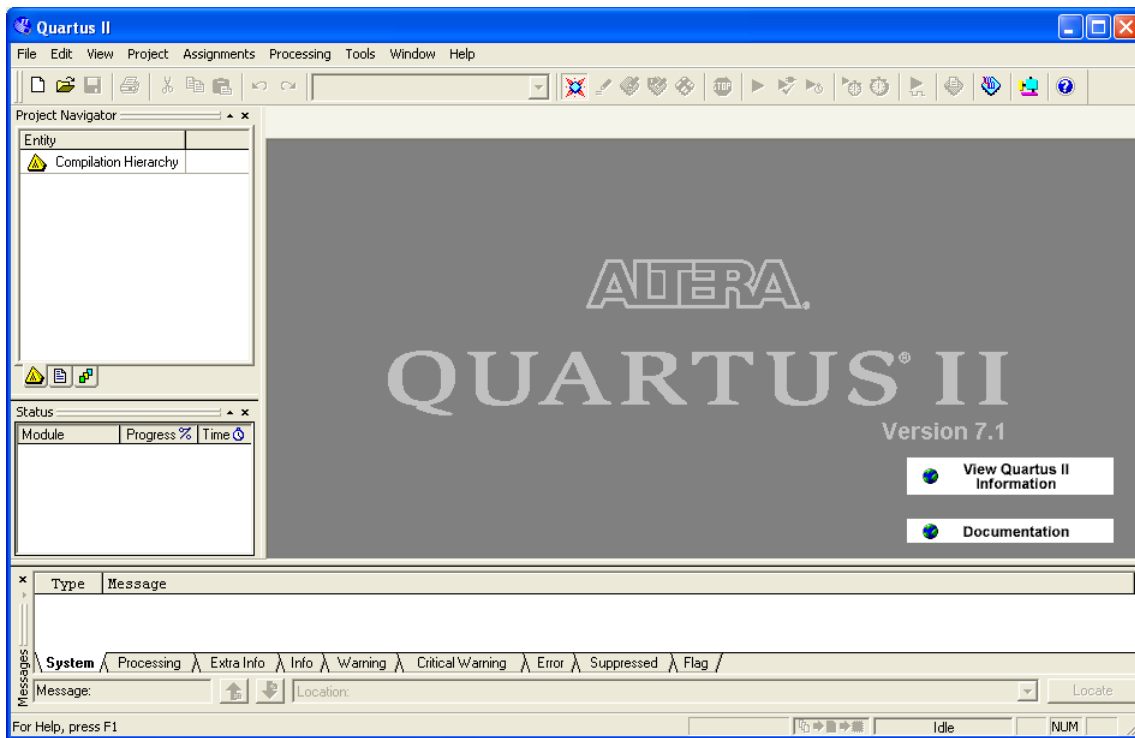 Quartus II
File Edit View Project Assignments Processing Tools Window Help
STOP
Project Navigator
Entity
Compilation Hierarchy
Status
Module Progress % Time
ALTERA.
QUARTUS® II
Version 7.1
View Quartus II
Information
Documentation
Type Message
Messages
System Processing Extra Info Info Warning Critical Warning Error Suppressed Flag
Message: Location: Locate
For Help, press F1 Idle NUM